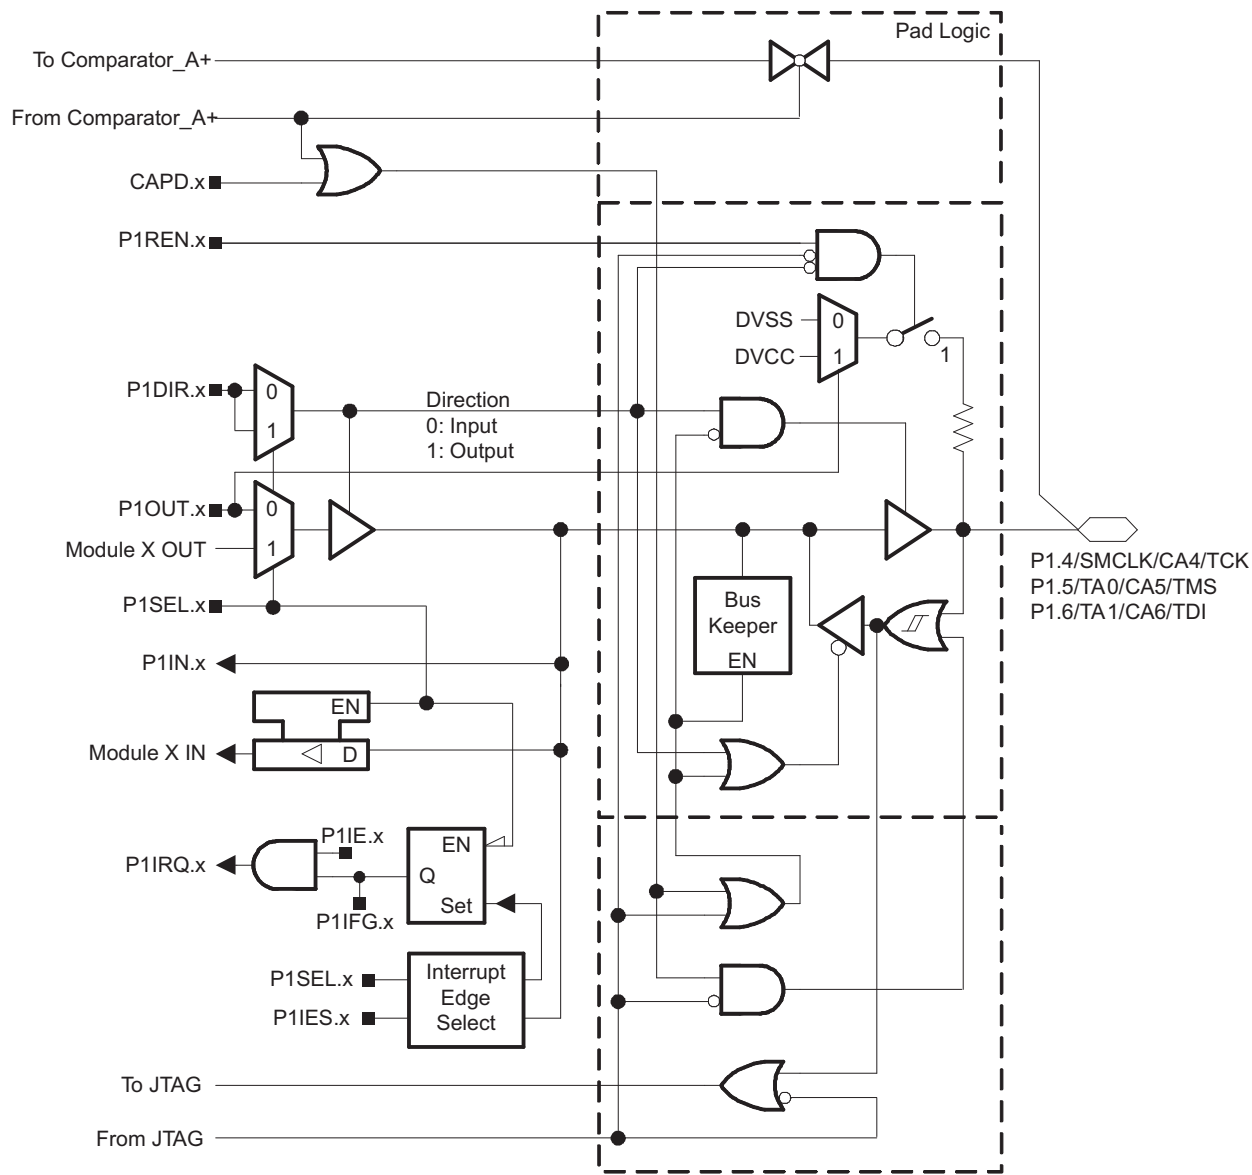 Pad Logic
To Comparator_A+
From Comparator_A+
CAPD.x
P1REN.x
DVSS
0
DVCC
1
1
P1DIR.x
0
1
Direction
0: Input
1: Output
P1OUT.x
0
Module X OUT
1
P1.4/SMCLK/CA4/TCK
P1.5/TA0/CA5/TMS
P1.6/TA1/CA6/TDI
P1SEL.x
Bus
Keeper
EN
P1IN.x
EN
Module X IN
D
P1IE.x
EN
P1IRQ.x
Q
Set
P1IFG.x
P1SEL.x
P1IES.x
Interrupt
Edge
Select
To JTAG
From JTAG